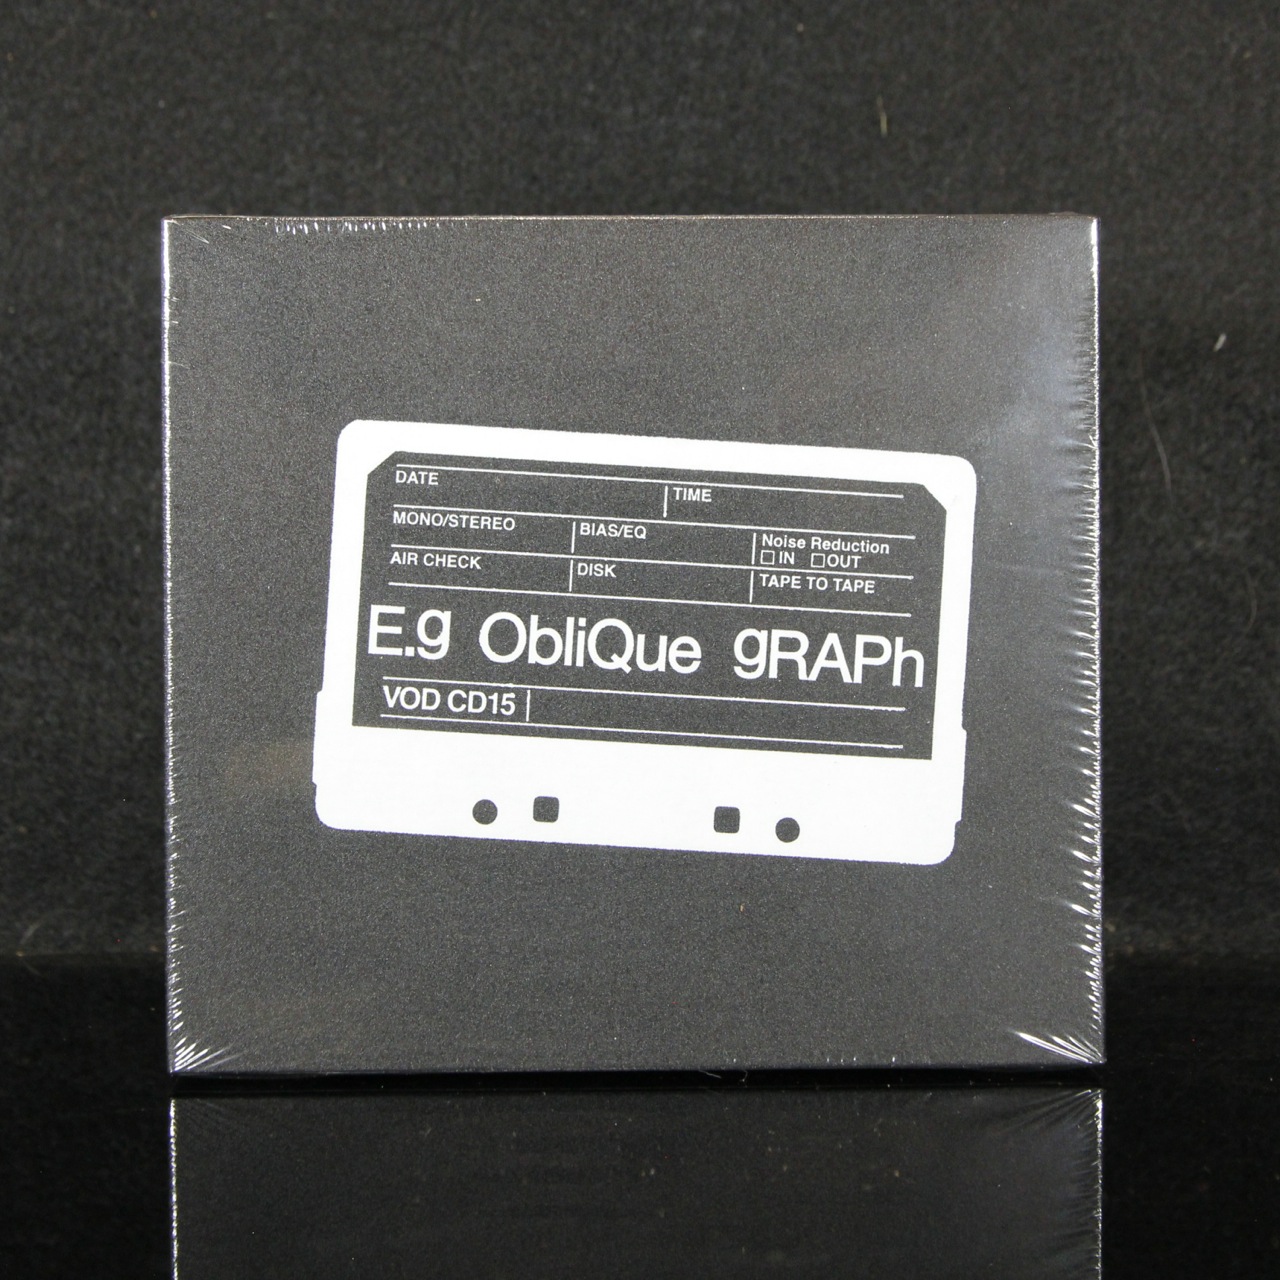 DATE TIME
MONO/STEREO BIAS/EQ Noise Reduction
☐ IN ☐ OUT
AIR CHECK DISK TAPE TO TAPE
E.g ObliQue gRAPh
VOD CD15